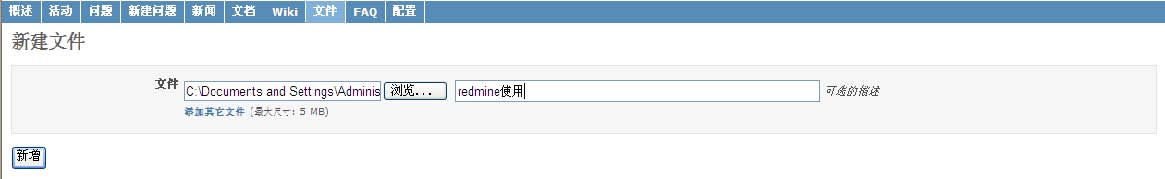 概述 活动 问题 新建问题 新闻 文档 Wiki 文件 FAQ 配置
新建文件
文件 C:\Documents and Settings\Adminis 浏览... redmine使用 可选的描述
添加其它文件 (最大尺寸: 5 MB)
新增